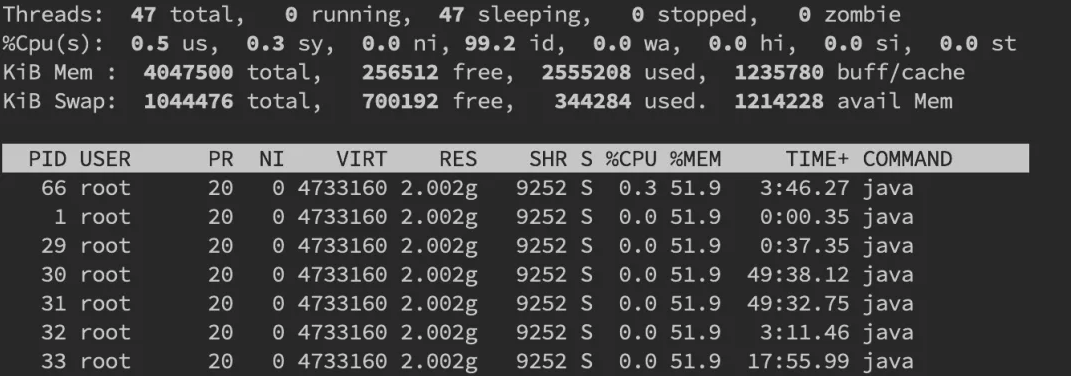 Threads:  47 total,   0 running,  47 sleeping,   0 stopped,   0 zombie
%Cpu(s):  0.5 us,  0.3 sy,  0.0 ni, 99.2 id,  0.0 wa,  0.0 hi,  0.0 si,  0.0 st
KiB Mem :  4047500 total,   256512 free,  2555208 used,  1235780 buff/cache
KiB Swap:  1044476 total,   700192 free,   344284 used.  1214228 avail Mem
PID USER PR NI VIRT RES SHR S %CPU %MEM TIME+ COMMAND
66 root 20 0 4733160 2.002g 9252 S 0.3 51.9 3:46.27 java
1 root 20 0 4733160 2.002g 9252 S 0.0 51.9 0:00.35 java
29 root 20 0 4733160 2.002g 9252 S 0.0 51.9 0:37.35 java
30 root 20 0 4733160 2.002g 9252 S 0.0 51.9 49:38.12 java
31 root 20 0 4733160 2.002g 9252 S 0.0 51.9 49:32.75 java
32 root 20 0 4733160 2.002g 9252 S 0.0 51.9 3:11.46 java
33 root 20 0 4733160 2.002g 9252 S 0.0 51.9 17:55.99 java